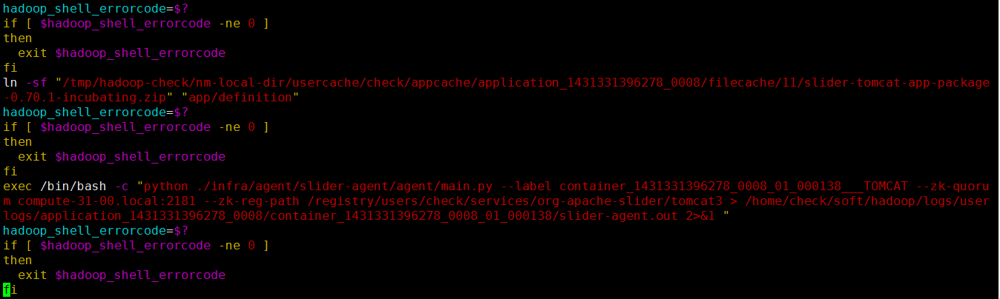 hadoop_shell_errorcode=$?
if [ $hadoop_shell_errorcode -ne 0 ]
then
  exit $hadoop_shell_errorcode
fi
ln -sf "/tmp/hadoop-check/nm-local-dir/usercache/check/appcache/application_1431331396278_0008/filecache/11/slider-tomcat-app-package
-0.70.1-incubating.zip" "app/definition"
hadoop_shell_errorcode=$?
if [ $hadoop_shell_errorcode -ne 0 ]
then
  exit $hadoop_shell_errorcode
fi
exec /bin/bash -c "python ./infra/agent/slider-agent/agent/main.py --label container_1431331396278_0008_01_000138___TOMCAT --zk-quoru
m compute-31-00.local:2181 --zk-reg-path /registry/users/check/services/org-apache-slider/tomcat3 > /home/check/soft/hadoop/logs/user
logs/application_1431331396278_0008/container_1431331396278_0008_01_000138/slider-agent.out 2>&1 "
hadoop_shell_errorcode=$?
if [ $hadoop_shell_errorcode -ne 0 ]
then
  exit $hadoop_shell_errorcode
fi